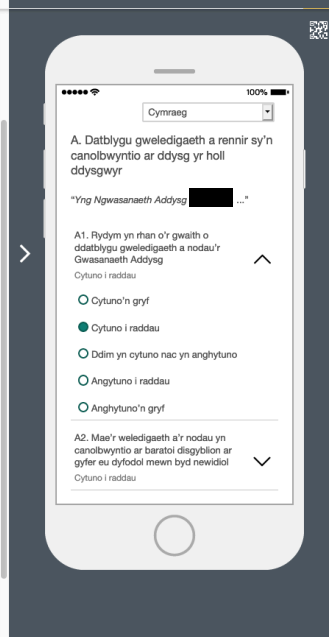 100%
Cymraeg
A. Datblygu gweledigaeth a rennir sy'n
canolbwyntio ar ddysg yr holl
ddysgwyr
"Yng Ngwasanaeth Addysg ..."
A1. Rydym yn rhan o'r gwaith o
ddatblygu gweledigaeth a nodau'r
Gwasanaeth Addysg
Cytuno i raddau
Cytuno'n gryf
Cytuno i raddau
Ddim yn cytuno nac yn anghytuno
Angytuno i raddau
Anghytuno'n gryf
A2. Mae'r weledigaeth a'r nodau yn
canolbwyntio ar baratoi disgyblion ar
gyfer eu dyfodol mewn byd newidiol
Cytuno i raddau